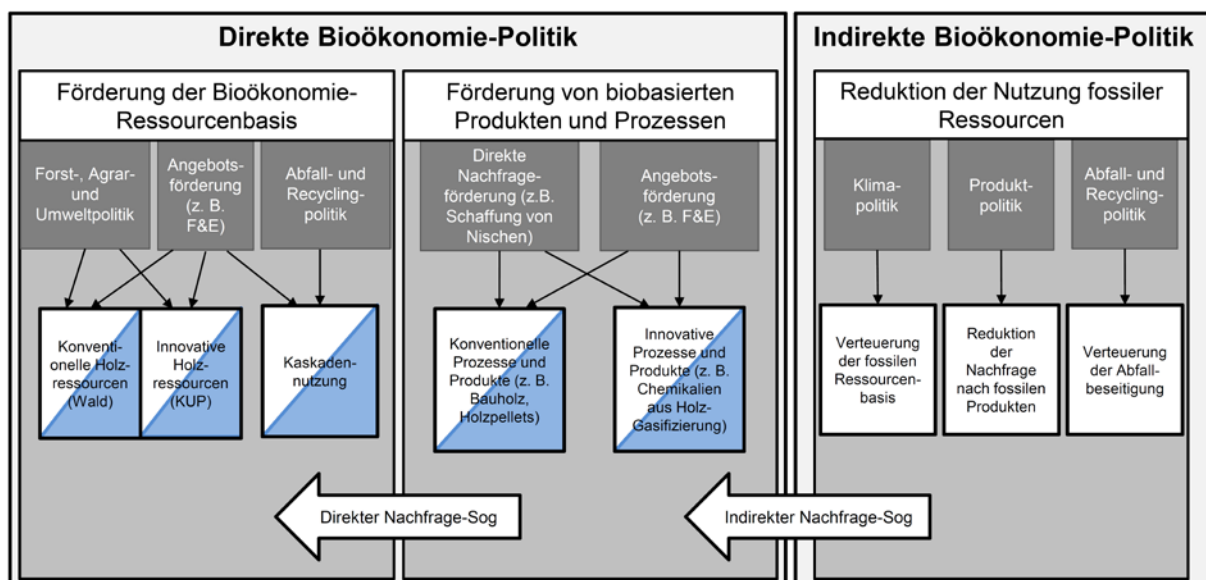 Direkte Bioökonomie-Politik
Indirekte Bioökonomie-Politik
Förderung der Bioökonomie-
Ressourcenbasis
Förderung von biobasierten
Produkten und Prozessen
Reduktion der Nutzung fossiler
Ressourcen
Forst-, Agrar-
und
Umweltpolitik
Angebots-
förderung
(z. B.
F&E)
Abfall- und
Recycling-
politik
Direkte
Nachfrage-
förderung (z.B.
Schaffung von
Nischen)
Angebots-
förderung
(z. B. F&E)
Klima-
politik
Produkt-
politik
Abfall- und
Recycling-
politik
Konventi-
onelle Holz-
ressourcen
(Wald)
Innovative
Holz-
ressourcen
(KUP)
Kaskaden-
nutzung
Konventionelle
Prozesse und
Produkte (z. B.
Bauholz,
Holzpellets)
Innovative
Prozesse und
Produkte (z. B.
Chemikalien
aus Holz-
Gasifizierung)
Verteuerung
der fossilen
Ressourcen-
basis
Reduktion
der
Nachfrage
nach fossilen
Produkten
Verteuerung
der Abfall-
beseitigung
Direkter Nachfrage-Sog
Indirekter Nachfrage-Sog